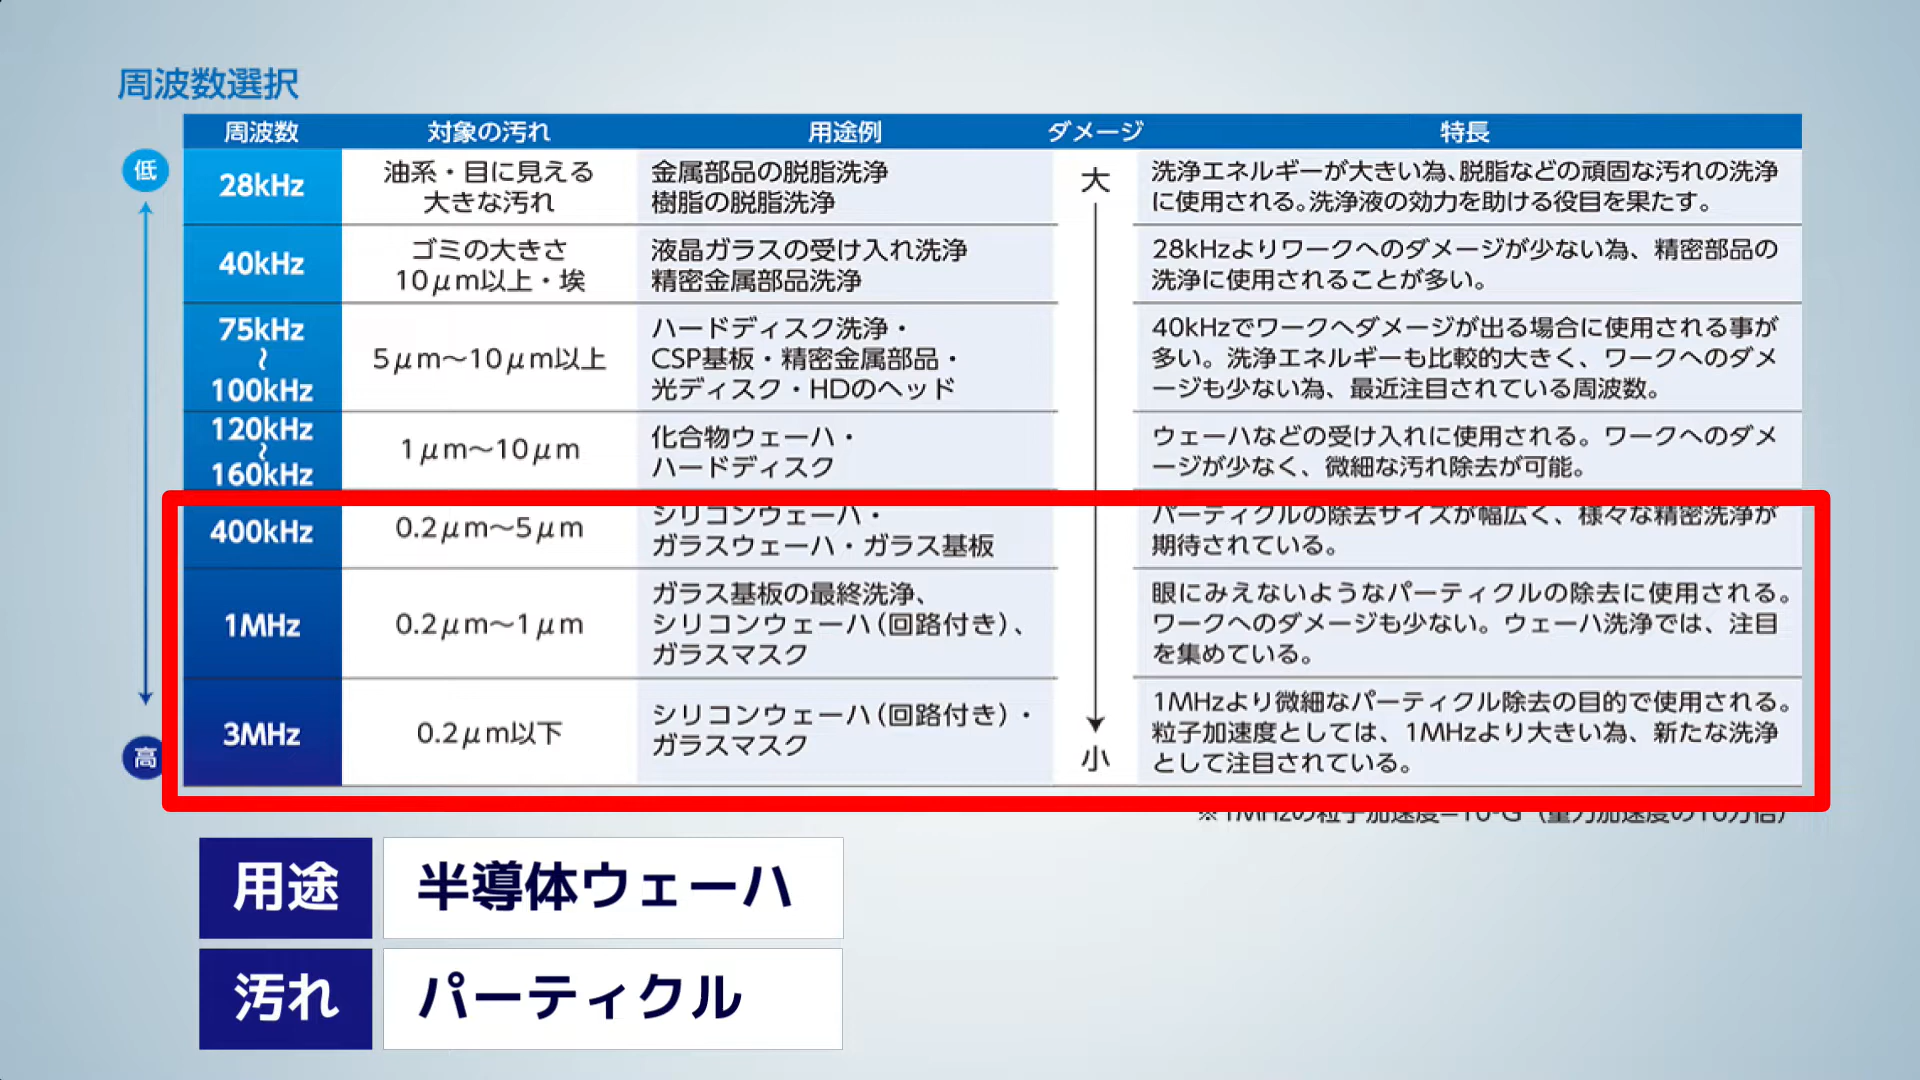 周波数選択
周波数 対象の汚れ 用途例 ダメージ 特長
低
28kHz
油系・目に見える
大きな汚れ
金属部品の脱脂洗浄
樹脂の脱脂洗浄
大
洗浄エネルギーが大きい為、脱脂などの頑固な汚れの洗浄
に使用される。洗浄液の効力を助ける役目を果たす。
40kHz
ゴミの大きさ
10μm以上・埃
液晶ガラスの受け入れ洗浄
精密金属部品洗浄
28kHzよりワークへのダメージが少ない為、精密部品の
洗浄に使用されることが多い。
75kHz
〜
100kHz
5μm〜10μm以上
ハードディスク洗浄・
CSP基板・精密金属部品・
光ディスク・HDのヘッド
40kHzでワークへダメージが出る場合に使用される事が
多い。洗浄エネルギーも比較的大きく、ワークへのダメ
ージも少ない為、最近注目されている周波数。
120kHz
〜
160kHz
1μm〜10μm
化合物ウェーハ・
ハードディスク
ウェーハなどの受け入れに使用される。ワークへのダメ
ージが少なく、微細な汚れ除去が可能。
400kHz
0.2μm〜5μm
シリコンウェーハ・
ガラスウェーハ・ガラス基板
パーティクルの除去サイズが幅広く、様々な精密洗浄が
期待されている。
1MHz
0.2μm〜1μm
ガラス基板の最終洗浄、
シリコンウェーハ(回路付き)、
ガラスマスク
眼にみえないようなパーティクルの除去に使用される。
ワークへのダメージも少ない。ウェーハ洗浄では、注目
を集めている。
高
3MHz
0.2μm以下
シリコンウェーハ(回路付き)・
ガラスマスク
小
1MHzより微細なパーティクル除去の目的で使用される。
粒子加速度としては、1MHzより大きい為、新たな洗浄
として注目されている。
※1MHzの粒子加速度=10⁵G (重力加速度の10万倍)
用途 半導体ウェーハ
汚れ パーティクル